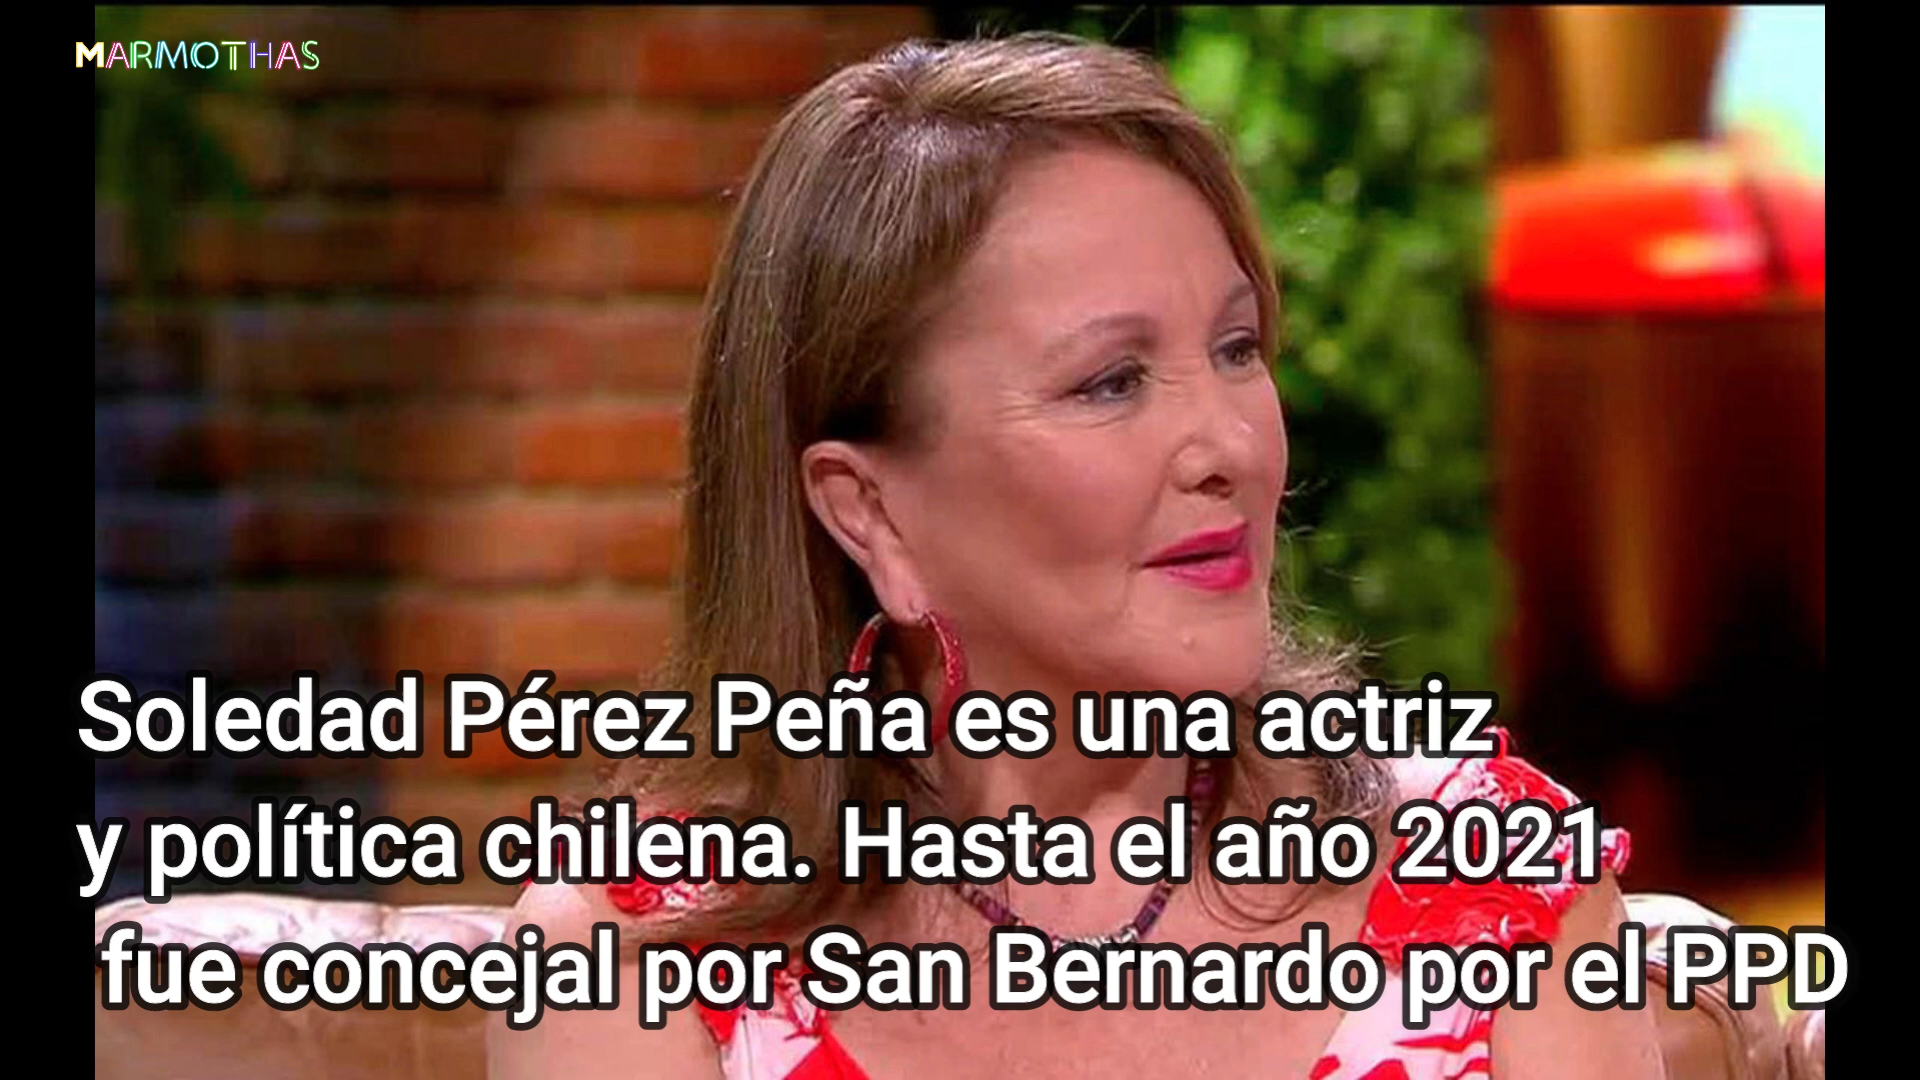 MARMOTHAS
Soledad Pérez Peña es una actriz
y política chilena. Hasta el año 2021
fue concejal por San Bernardo por el PPD